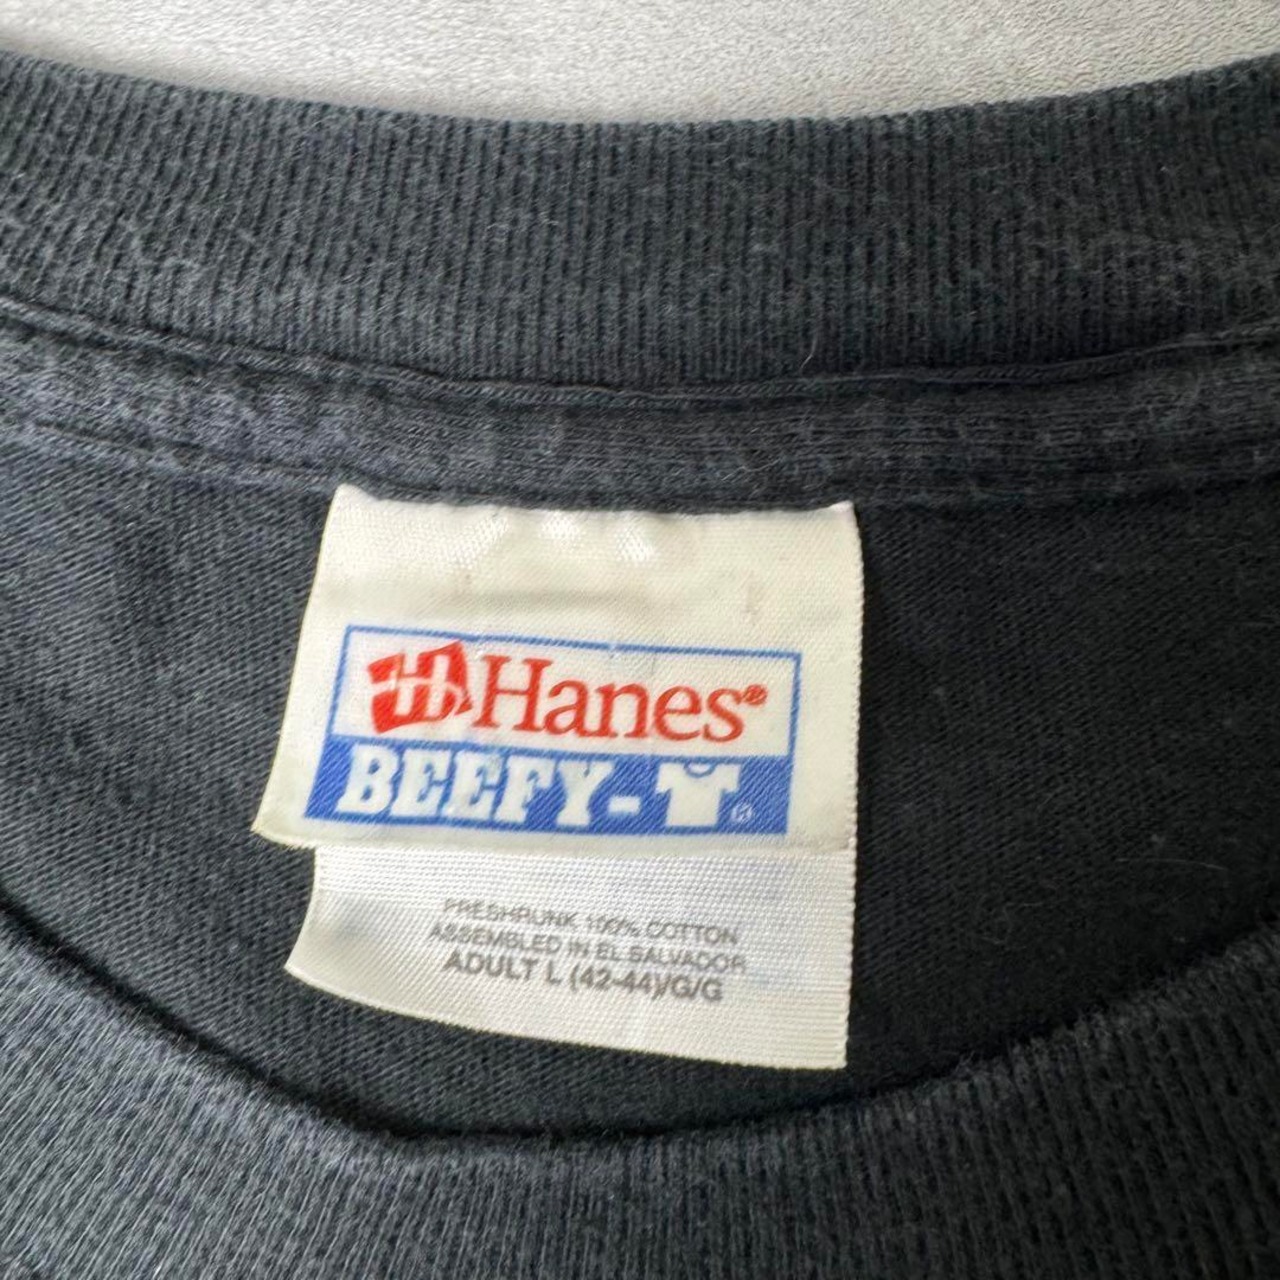 Hanes®
BEEFY-T®
PRESHRUNK 100% COTTON
ASSEMBLED IN EL SALVADOR
ADULT L (42-44)/G/G